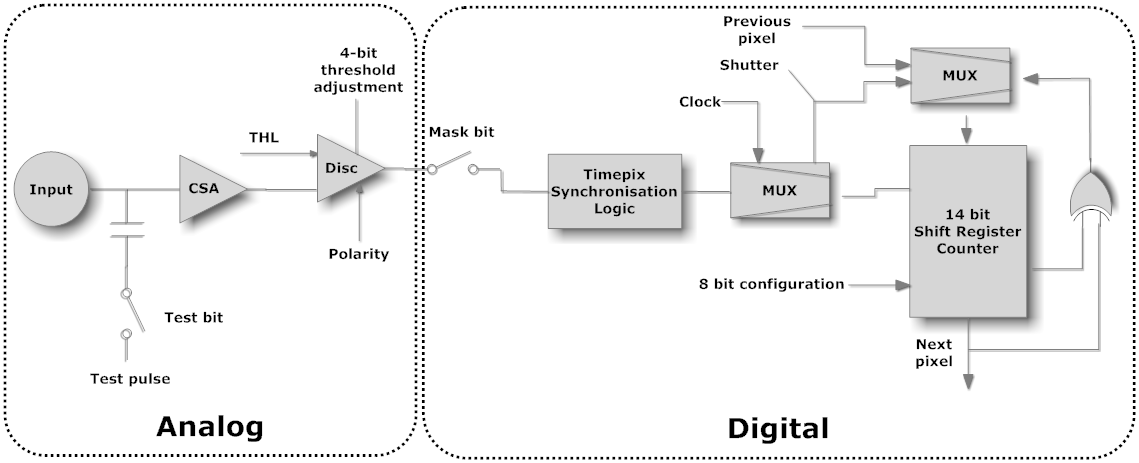 4-bit
threshold
adjustment
THL
Input
CSA
Disc
Polarity
Test bit
Test pulse
Analog
Mask bit
Previous
pixel
Shutter
Clock
MUX
MUX
Timepix
Synchronisation
Logic
14 bit
Shift Register
Counter
8 bit configuration
Next
pixel
Digital